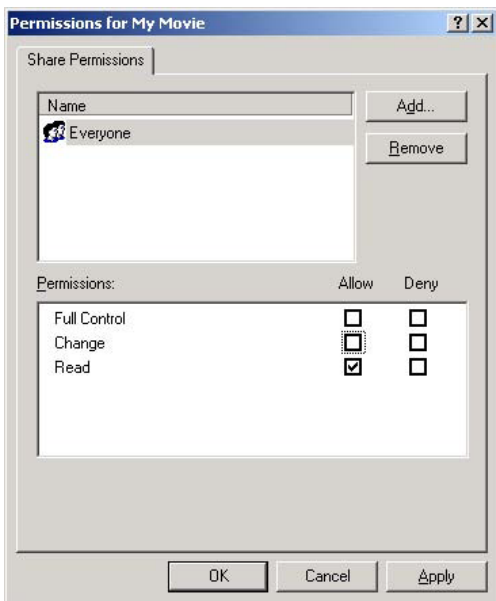 Permissions for My Movie
?
Share Permissions
Name
Add...
Everyone
Remove
Permissions: Allow Deny
Full Control
Change
Read
OK Cancel Apply